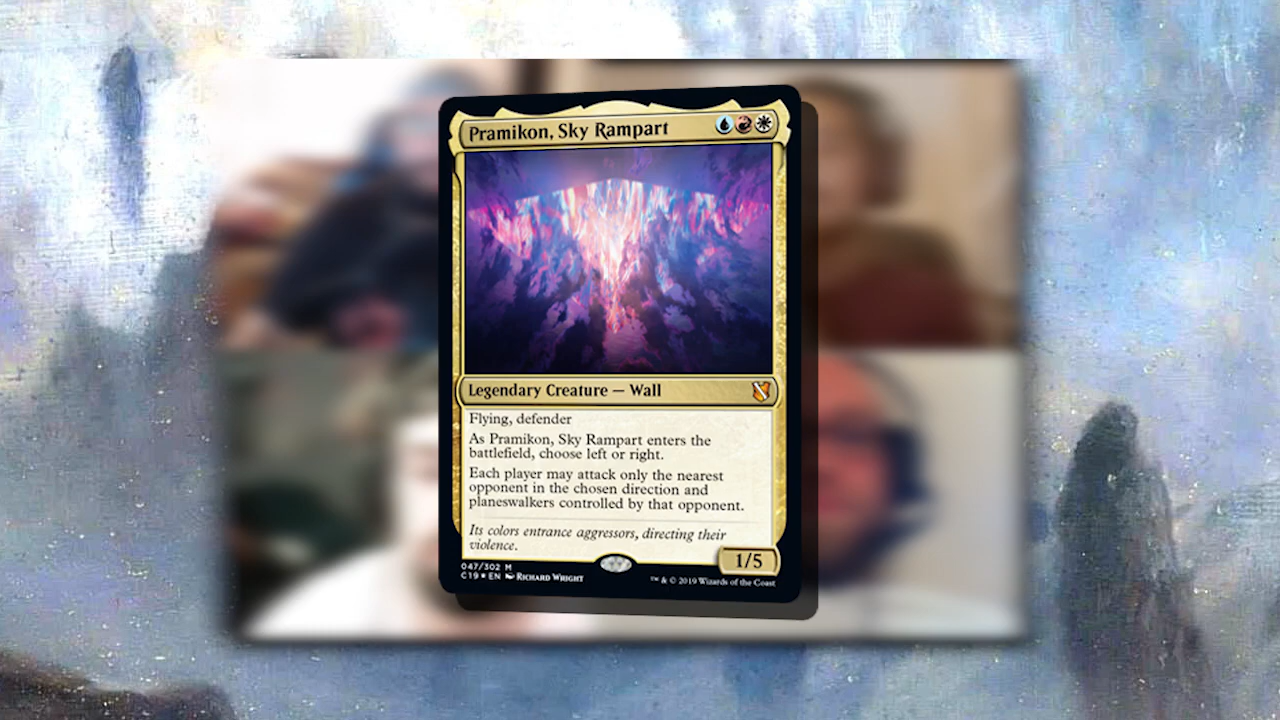 Pramikon, Sky Rampart
Legendary Creature — Wall
Flying, defender
As Pramikon, Sky Rampart enters the
battlefield, choose left or right.
Each player may attack only the nearest
opponent in the chosen direction and
planeswalkers controlled by that opponent.
Its colors entrance aggressors, directing their
violence.
1/5
047/302 M
C19★EN Richard Wright
™ & © 2019 Wizards of the Coast